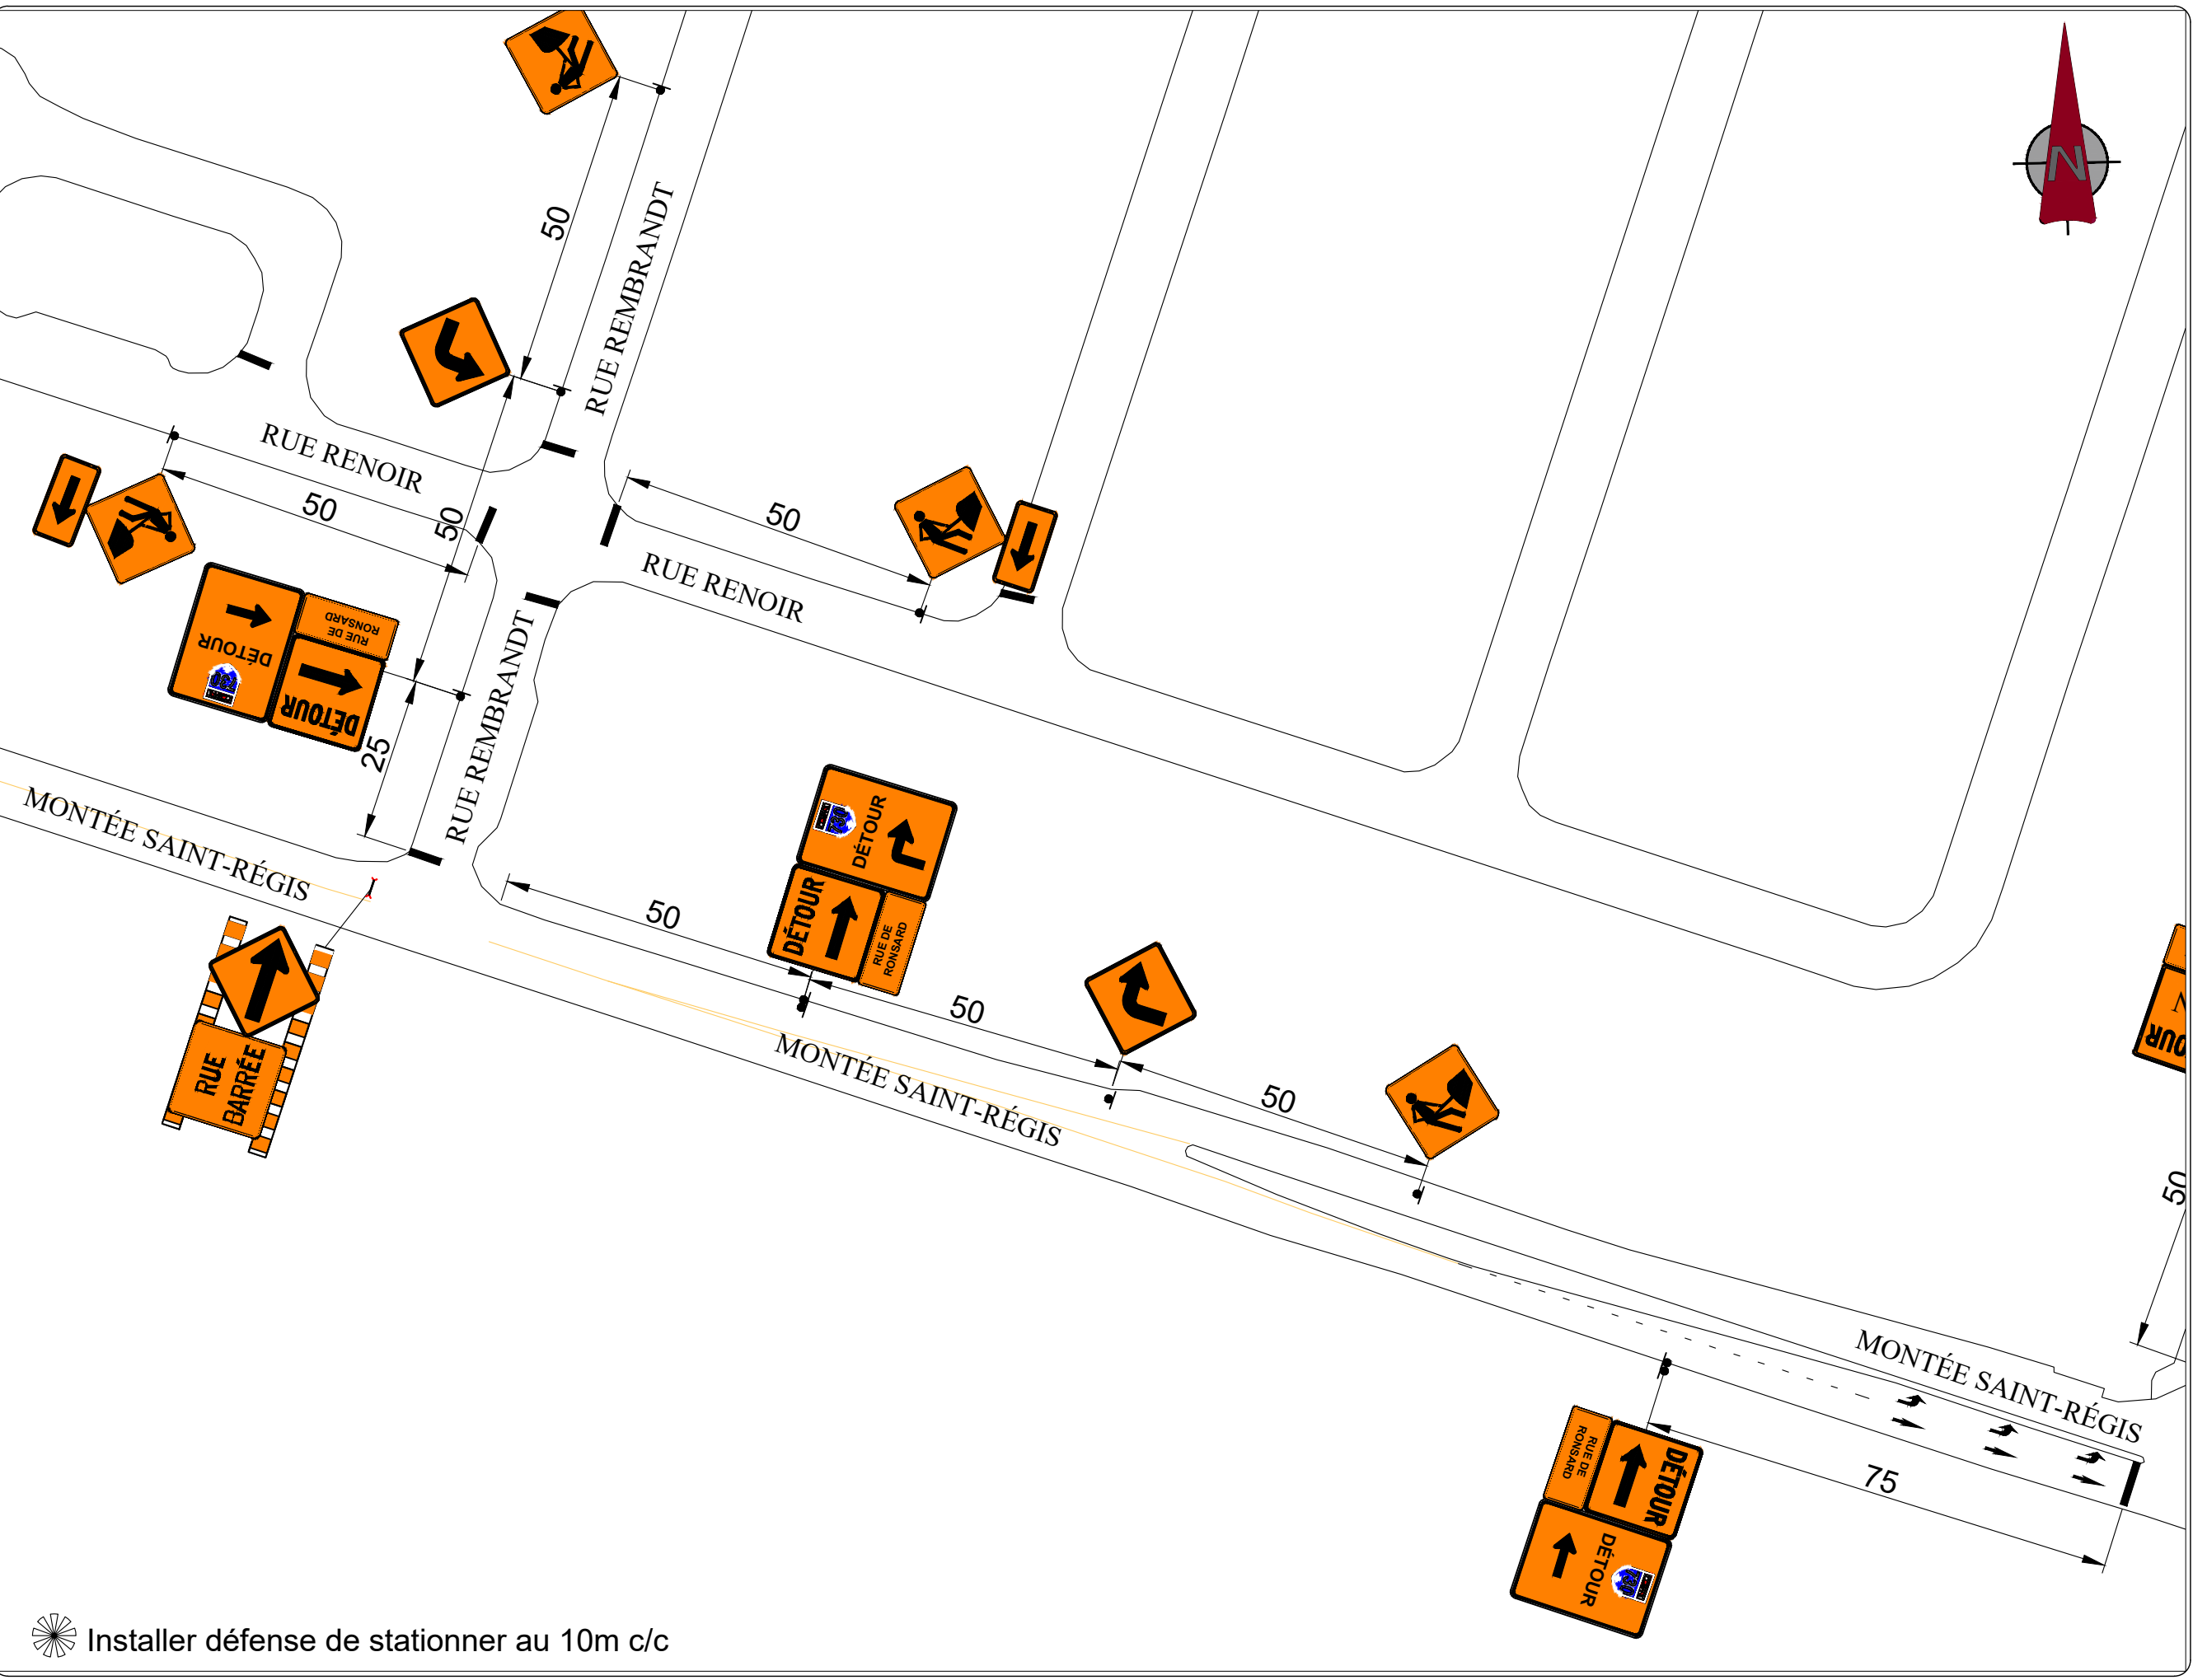 N
50
RUE REMBRANDT
RUE RENOIR
50
50
50
RUE RENOIR
RUE DE
RONSARD
DÉTOUR
DÉTOUR
25
RUE REMBRANDT
MONTÉE SAINT-RÉGIS
50
DÉTOUR
DÉTOUR
RUE DE
RONSARD
50
RUE
BARRÉE
MONTÉE SAINT-RÉGIS
50
50
MONTÉE SAINT-RÉGIS
75
RUE DE
RONSARD
DÉTOUR
DÉTOUR
Installer défense de stationner au 10m c/c